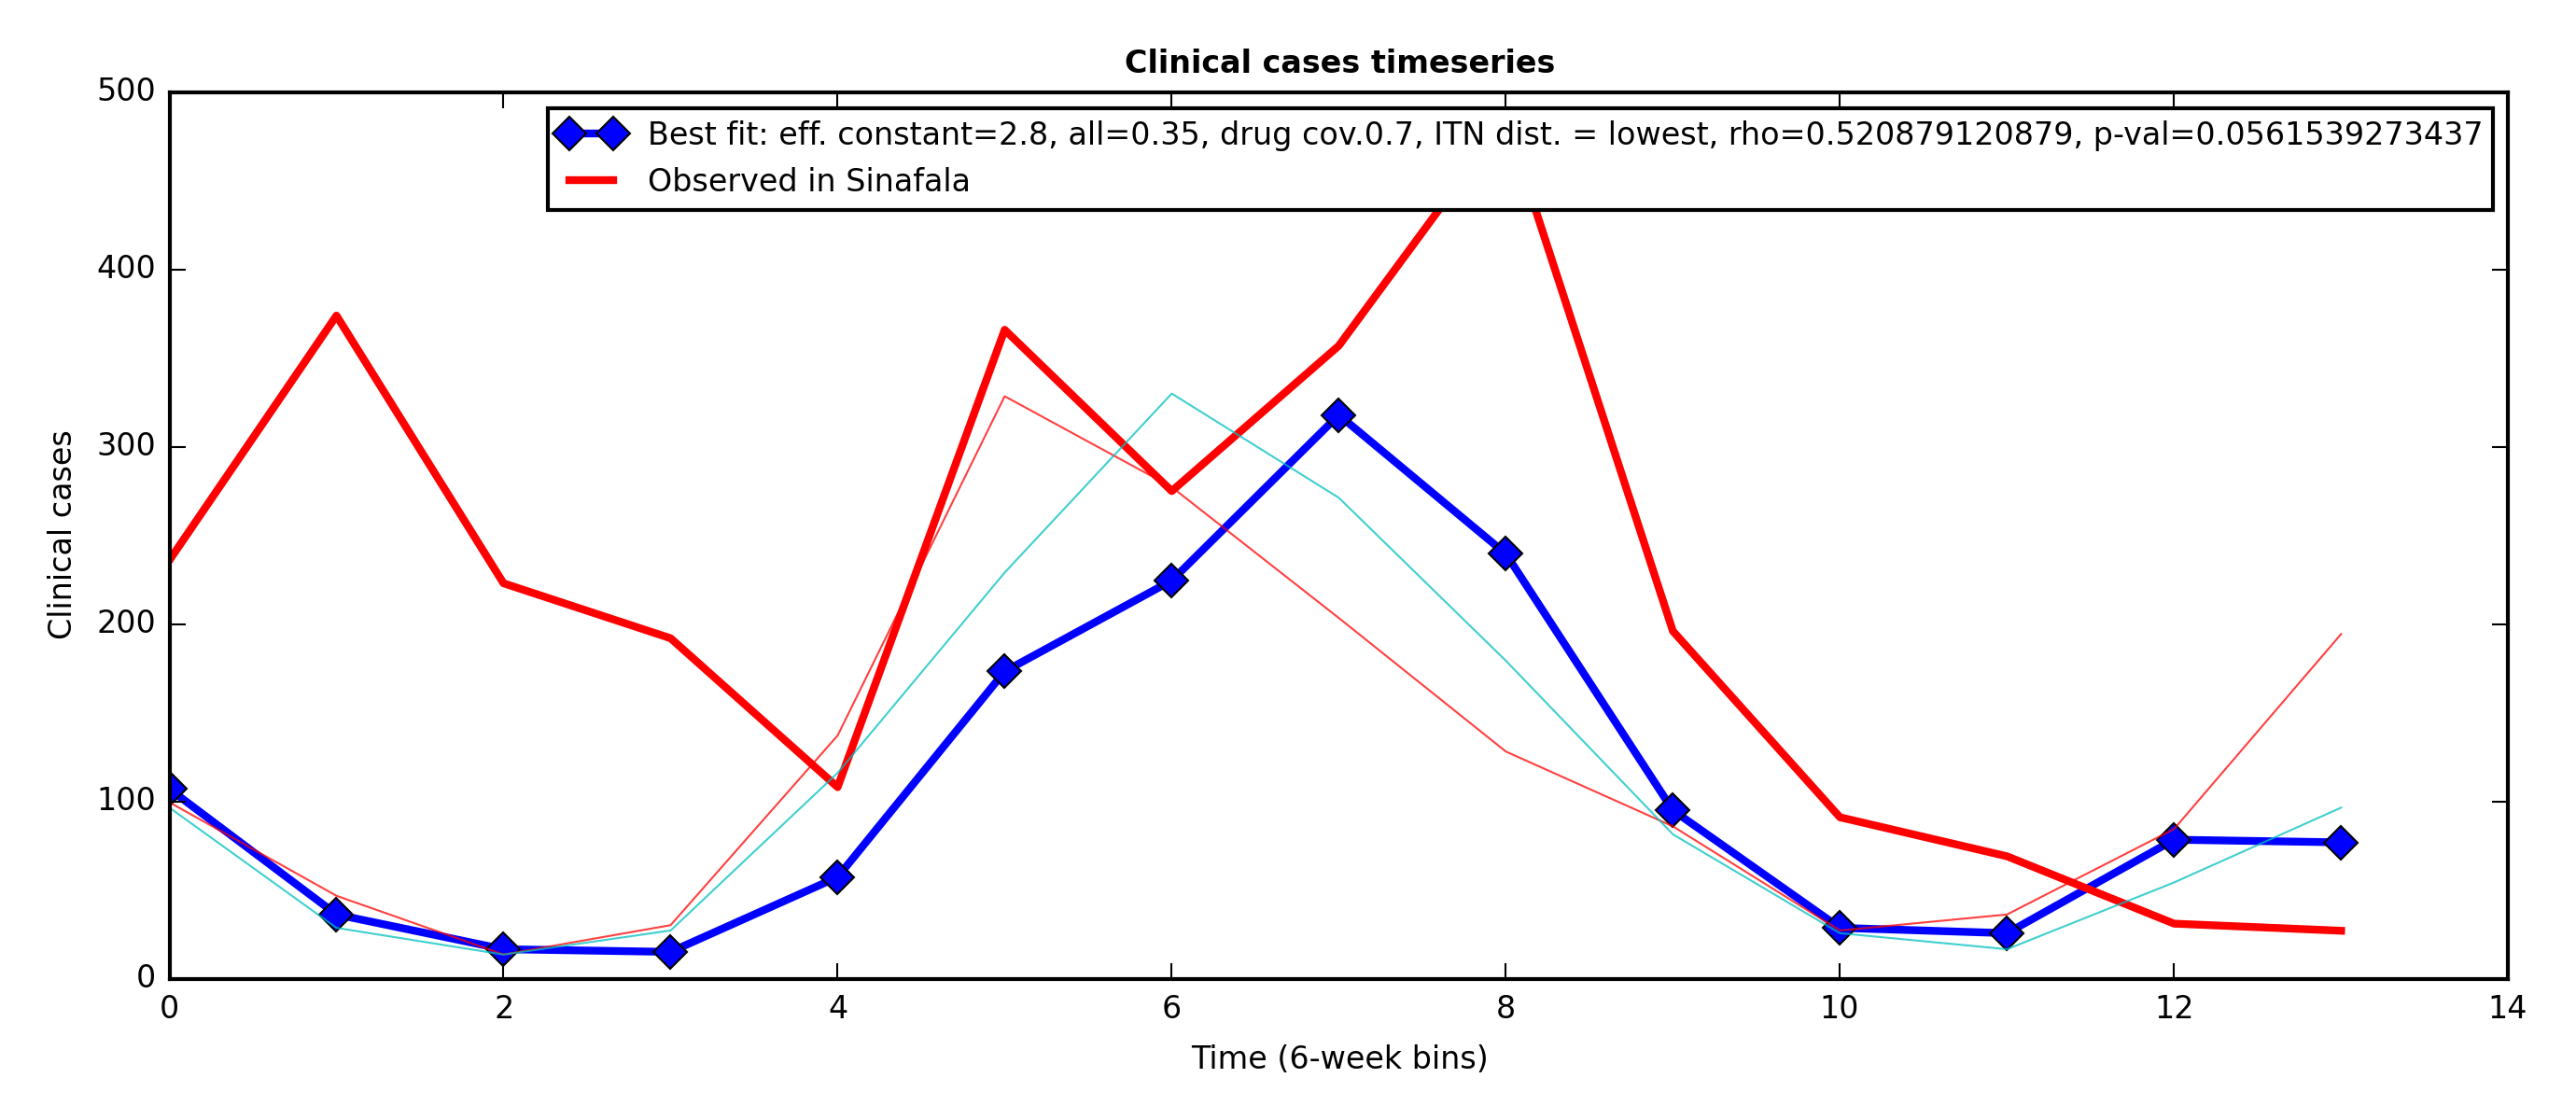 Clinical cases timeseries
500
400
300
200
100
0
Clinical cases
Best fit: eff. constant=2.8, all=0.35, drug cov.0.7, ITN dist. = lowest, rho=0.520879120879, p-val=0.0561539273437
Observed in Sinafala
0 2 4 6 8 10 12 14
Time (6-week bins)